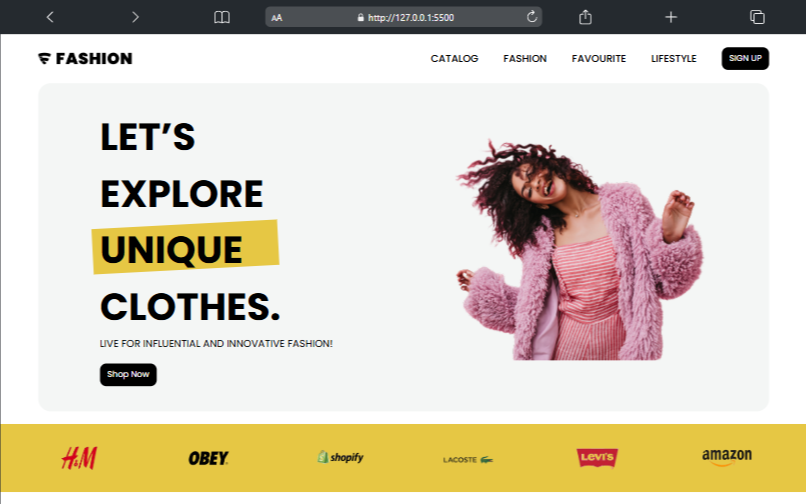 AA http://127.0.0.1:5500
FASHION CATALOG FASHION FAVOURITE LIFESTYLE SIGN UP
LET’S
EXPLORE
UNIQUE
CLOTHES.
LIVE FOR INFLUENTIAL AND INNOVATIVE FASHION!
Shop Now
H&M OBEY shopify LACOSTE Levi's amazon